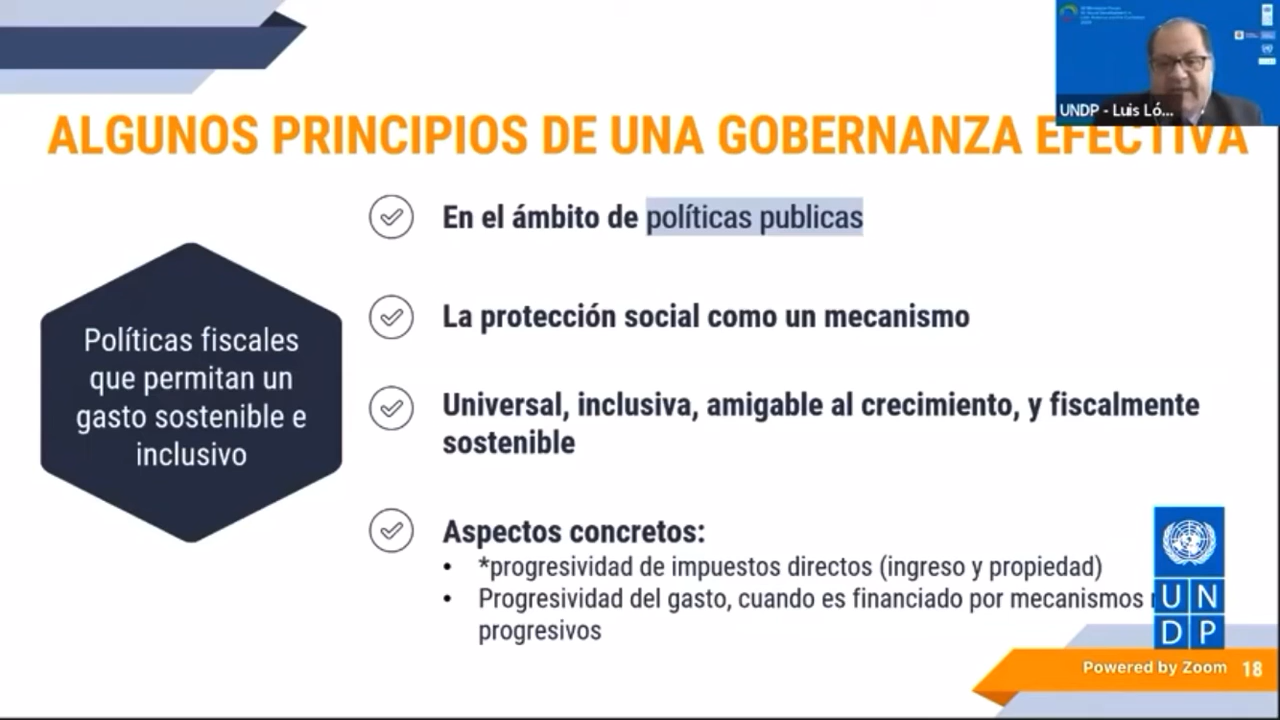 UNDP - Luis Ló...
ALGUNOS PRINCIPIOS DE UNA GOBERNANZA EFECTIVA
En el ámbito de políticas publicas
La protección social como un mecanismo
Políticas fiscales
que permitan un
gasto sostenible e
inclusivo
Universal, inclusiva, amigable al crecimiento, y fiscalmente
sostenible
Aspectos concretos:
• *progresividad de impuestos directos (ingreso y propiedad)
• Progresividad del gasto, cuando es financiado por mecanismos
progresivos
U N
D P
Powered by Zoom 18